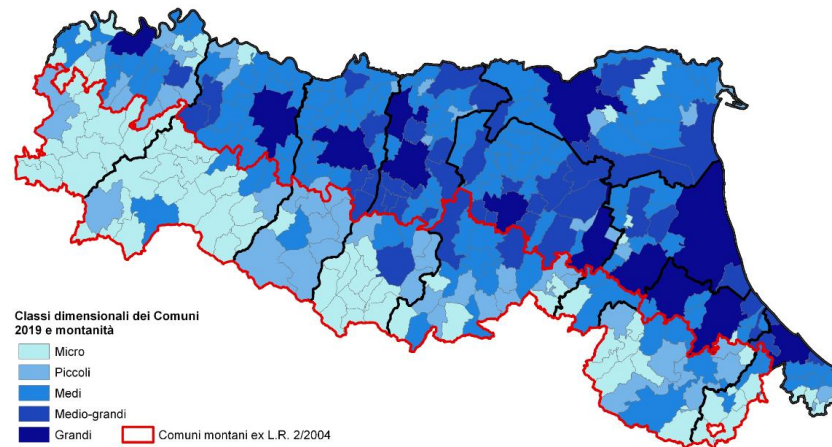 Classi dimensionali dei Comuni
2019 e montanità
Micro
Piccoli
Medi
Medio-grandi
Grandi
Comuni montani ex L.R. 2/2004